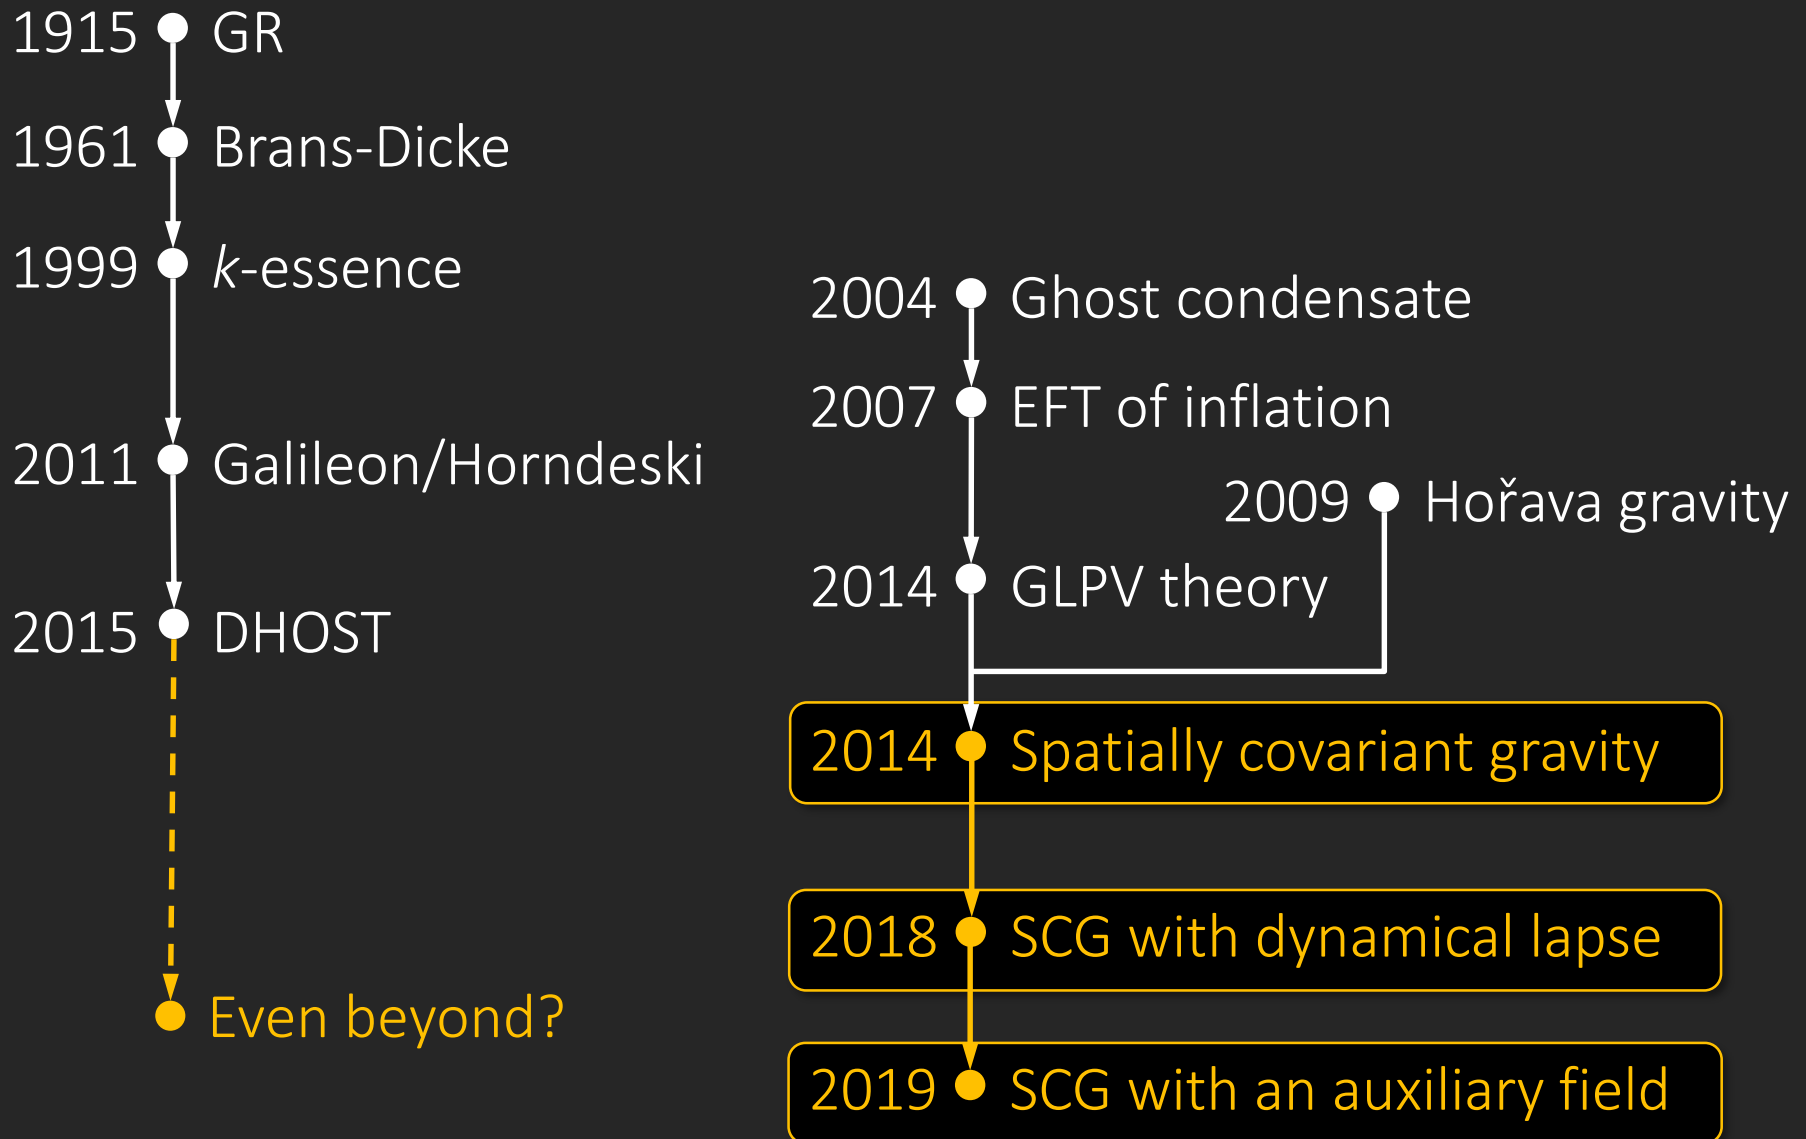 1915 GR
1961 Brans-Dicke
1999 k-essence
2011 Galileon/Horndeski
2015 DHOST
Even beyond?
2004 Ghost condensate
2007 EFT of inflation
2009 Hořava gravity
2014 GLPV theory
2014 Spatially covariant gravity
2018 SCG with dynamical lapse
2019 SCG with an auxiliary field